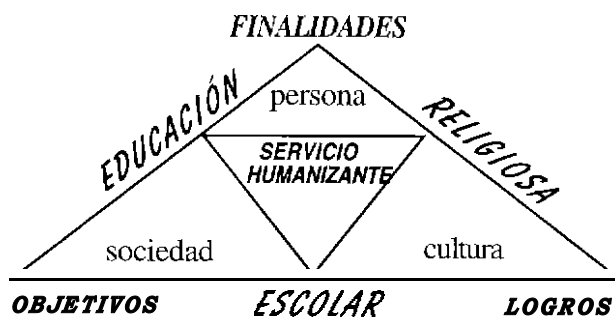 FINALIDADES
EDUCACIÓN
persona
RELIGIOSA
SERVICIO
HUMANIZANTE
sociedad
cultura
OBJETIVOS
ESCOLAR
LOGROS